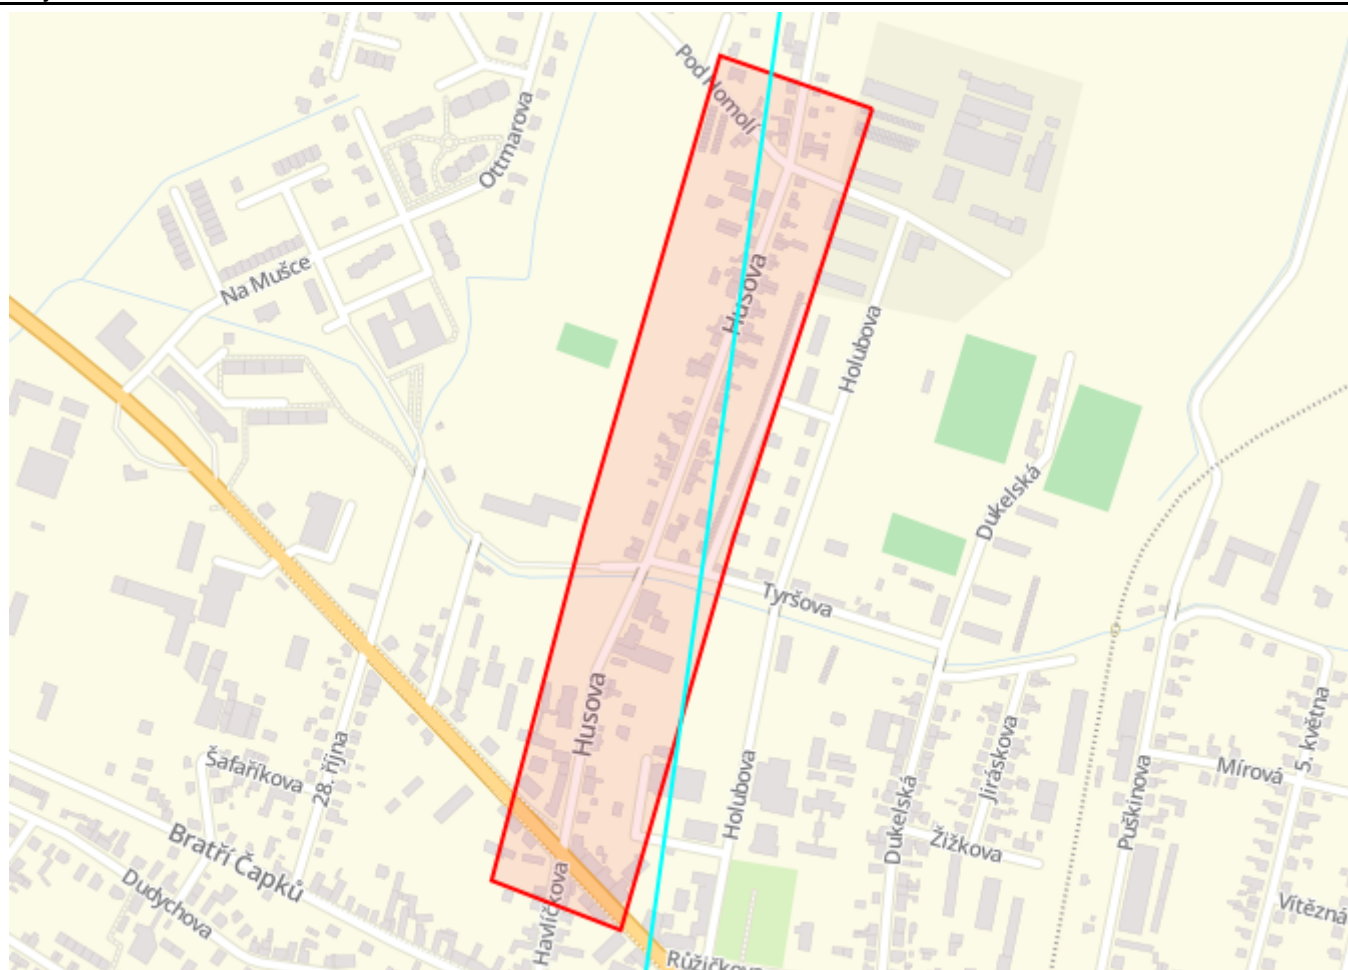 Pod Homolí
Ottmarova
Na Mušce
Husova
Holubova
Dukelská
Tyršova
Husova
5. května
Šafaříkova
28. října
Jiráskova
Mírová
Holubova
Puškinova
Dukelská
Bratří Čapků
Žižkova
Dudychova
Havlíčkova
Vítězná
Růžičkova